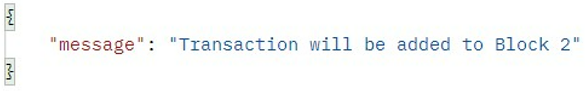 {
"message": "Transaction will be added to Block 2"
}